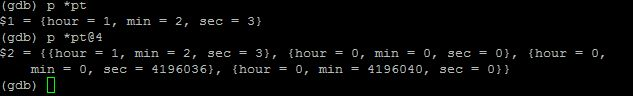 (gdb) p *pt
$1 = {hour = 1, min = 2, sec = 3}
(gdb) p *pt@4
$2 = {{hour = 1, min = 2, sec = 3}, {hour = 0, min = 0, sec = 0}, {hour = 0,
    min = 0, sec = 4196036}, {hour = 0, min = 4196040, sec = 0}}
(gdb)